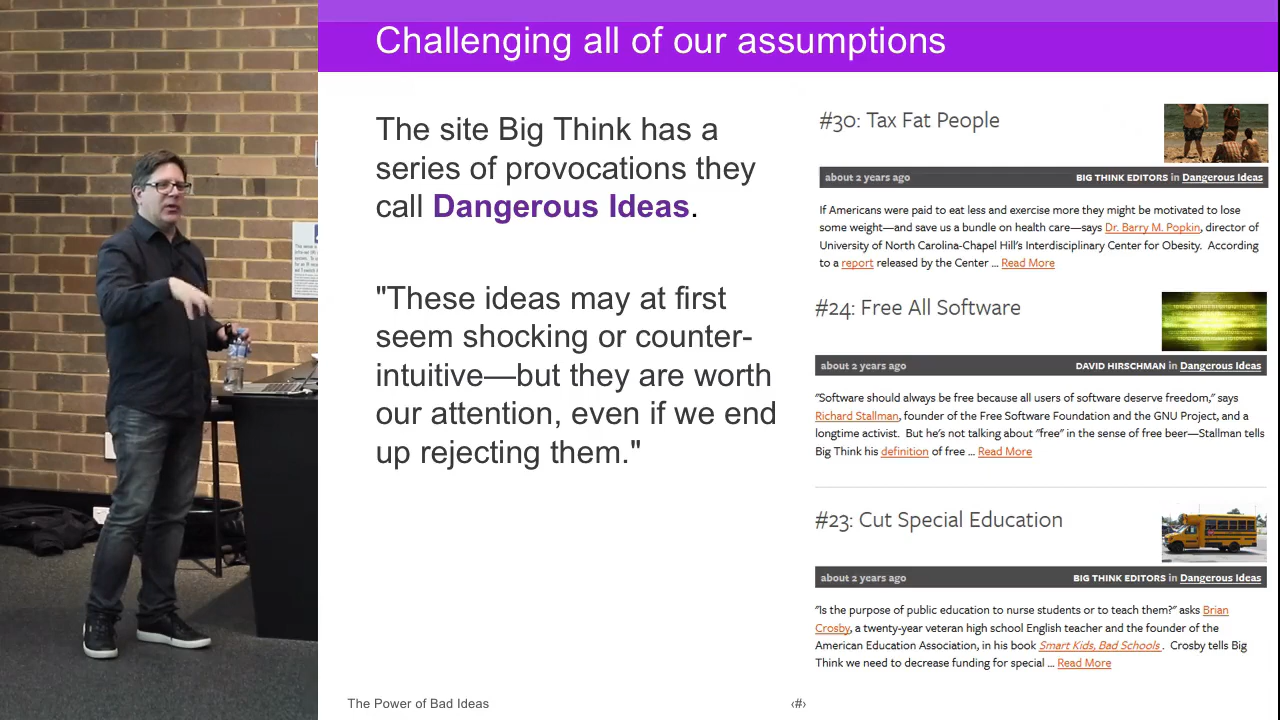 Challenging all of our assumptions
The site Big Think has a
series of provocations they
call Dangerous Ideas.
"These ideas may at first
seem shocking or counter-
intuitive—but they are worth
our attention, even if we end
up rejecting them."
#30: Tax Fat People
about 2 years ago BIG THINK EDITORS in Dangerous Ideas
If Americans were paid to eat less and exercise more they might be motivated to lose
some weight—and save us a bundle on health care—says Dr. Barry M. Popkin, director of
University of North Carolina-Chapel Hill's Interdisciplinary Center for Obesity. According
to a report released by the Center ... Read More
#24: Free All Software
about 2 years ago DAVID HIRSCHMAN in Dangerous Ideas
"Software should always be free because all users of software deserve freedom," says
Richard Stallman, founder of the Free Software Foundation and the GNU Project, and a
longtime activist. But he's not talking about "free" in the sense of free beer—Stallman tells
Big Think his definition of free ... Read More
#23: Cut Special Education
about 2 years ago BIG THINK EDITORS in Dangerous Ideas
"Is the purpose of public education to nurse students or to teach them?" asks Brian
Crosby, a twenty-year veteran high school English teacher and the founder of the
American Education Association, in his book Smart Kids, Bad Schools. Crosby tells Big
Think we need to decrease funding for special ... Read More
The Power of Bad Ideas
‹#›